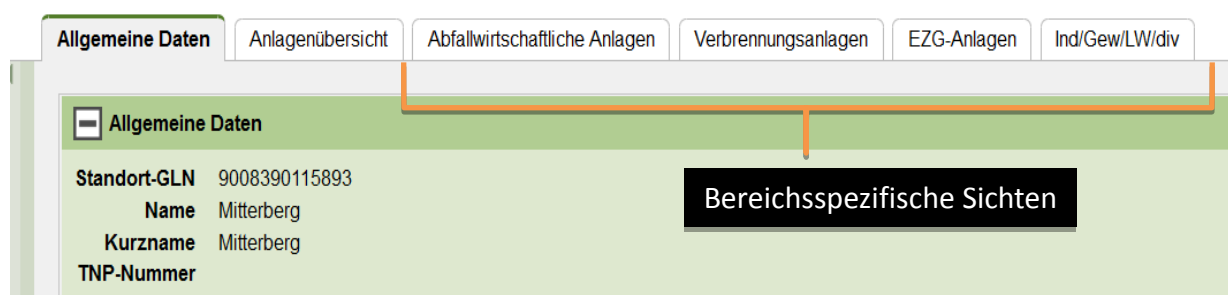 Allgemeine Daten Anlagenübersicht Abfallwirtschaftliche Anlagen Verbrennungsanlagen EZG-Anlagen Ind/Gew/LW/div
Allgemeine Daten
Standort-GLN 9008390115893
Name Mitterberg
Kurzname Mitterberg
TNP-Nummer
Bereichsspezifische Sichten